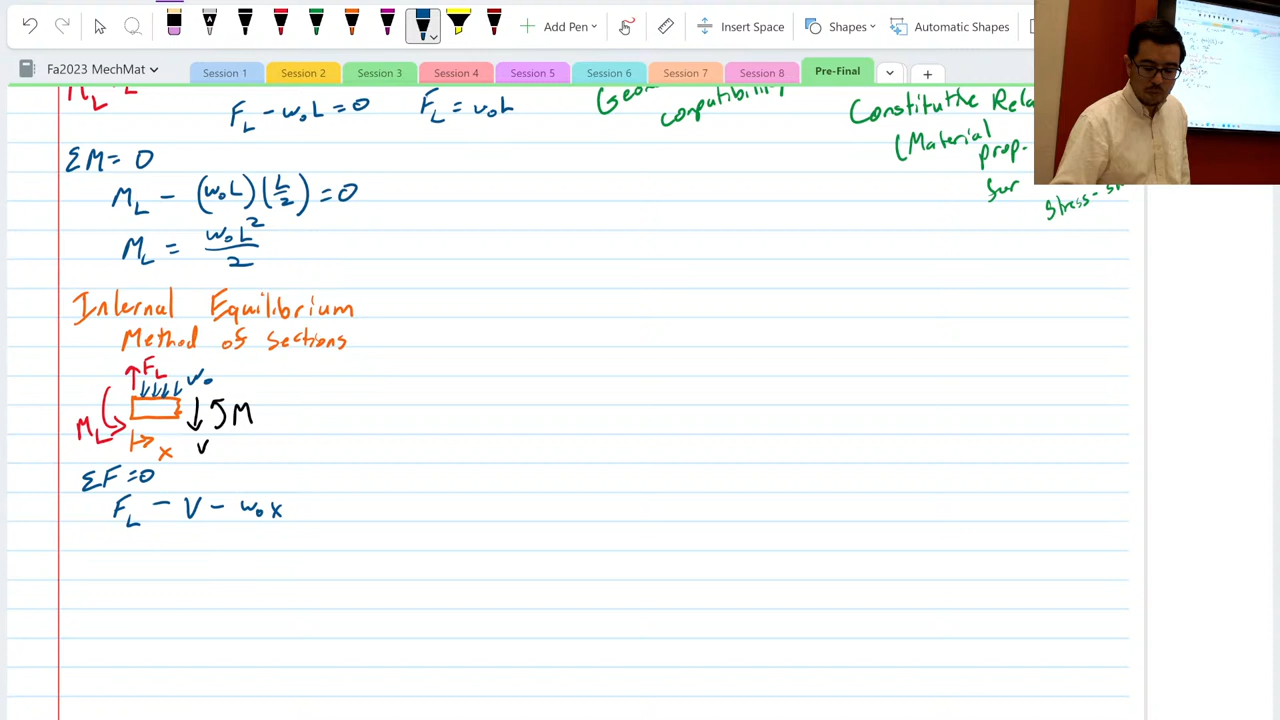 Add Pen
Insert Space
Shapes
Automatic Shapes
Fa2023 MechMat
Session 1
Session 2
Session 3
Session 4
Session 5
Session 6
Session 7
Session 8
Pre-Final
F_L - w₀L = 0 F_L = w₀L
compatibility
Constitutive Rela
(Material
prop.
for
stress-
ΣM = 0
M_L - (w₀L)(L/2) = 0
M_L = w₀L²/2
Internal Equilibrium
Method of sections
F_L
w₀
M_L
M
x
V
ΣF = 0
F_L - V - w₀x